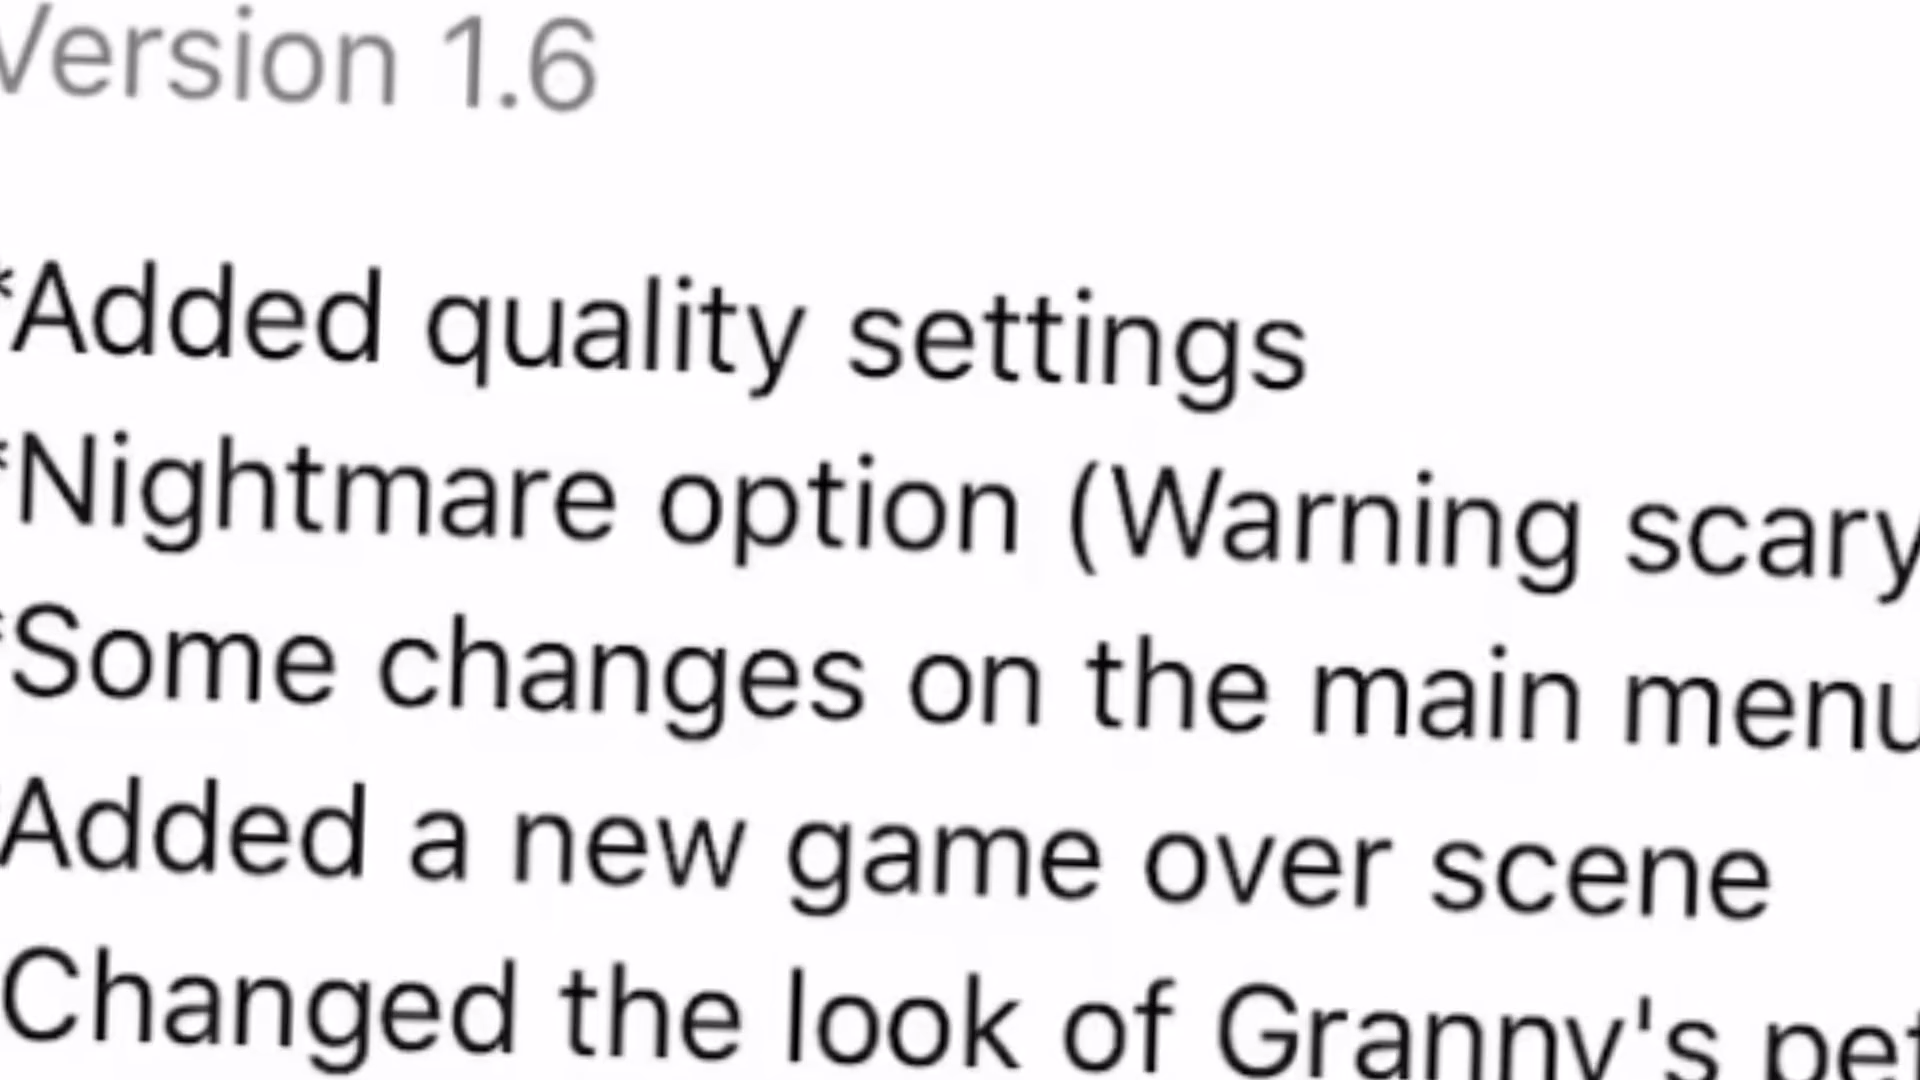 Version 1.6
*Added quality settings
*Nightmare option (Warning scary
*Some changes on the main menu
Added a new game over scene
Changed the look of Granny's pet